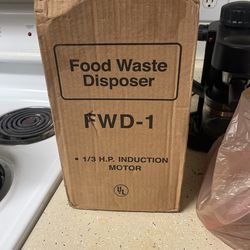 Food Waste
Disposer
FWD-1
• 1/3 H.P. INDUCTION
MOTOR
UL